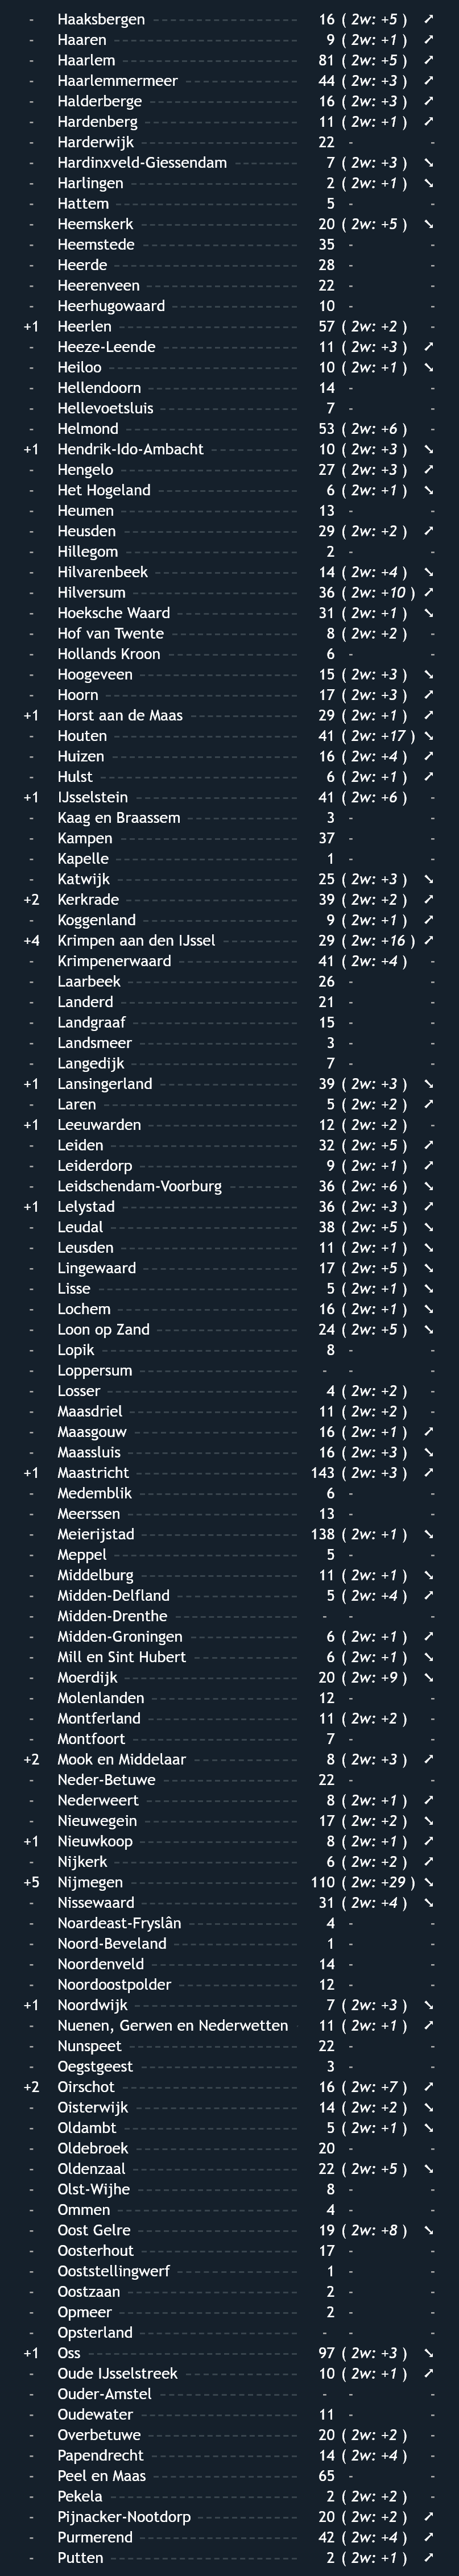 - Haaksbergen 16 ( 2w: +5 ) ➚
- Haaren 9 ( 2w: +1 ) ➚
- Haarlem 81 ( 2w: +5 ) ➚
- Haarlemmermeer 44 ( 2w: +3 ) ➚
- Halderberge 16 ( 2w: +3 ) ➚
- Hardenberg 11 ( 2w: +1 ) ➚
- Harderwijk 22 - -
- Hardinxveld-Giessendam 7 ( 2w: +3 ) ➘
- Harlingen 2 ( 2w: +1 ) ➘
- Hattem 5 - -
- Heemskerk 20 ( 2w: +5 ) ➘
- Heemstede 35 - -
- Heerde 28 - -
- Heerenveen 22 - -
- Heerhugowaard 10 - -
+1 Heerlen 57 ( 2w: +2 ) -
- Heeze-Leende 11 ( 2w: +3 ) ➚
- Heiloo 10 ( 2w: +1 ) ➘
- Hellendoorn 14 - -
- Hellevoetsluis 7 - -
- Helmond 53 ( 2w: +6 ) -
+1 Hendrik-Ido-Ambacht 10 ( 2w: +3 ) ➘
- Hengelo 27 ( 2w: +3 ) ➚
- Het Hogeland 6 ( 2w: +1 ) ➘
- Heumen 13 - -
- Heusden 29 ( 2w: +2 ) ➚
- Hillegom 2 - -
- Hilvarenbeek 14 ( 2w: +4 ) ➘
- Hilversum 36 ( 2w: +10 ) ➚
- Hoeksche Waard 31 ( 2w: +1 ) ➘
- Hof van Twente 8 ( 2w: +2 ) -
- Hollands Kroon 6 - -
- Hoogeveen 15 ( 2w: +3 ) ➘
- Hoorn 17 ( 2w: +3 ) ➚
+1 Horst aan de Maas 29 ( 2w: +1 ) ➚
- Houten 41 ( 2w: +17 ) ➘
- Huizen 16 ( 2w: +4 ) ➚
- Hulst 6 ( 2w: +1 ) ➚
+1 IJsselstein 41 ( 2w: +6 ) -
- Kaag en Braassem 3 - -
- Kampen 37 - -
- Kapelle 1 - -
- Katwijk 25 ( 2w: +3 ) ➘
+2 Kerkrade 39 ( 2w: +2 ) ➚
- Koggenland 9 ( 2w: +1 ) ➚
+4 Krimpen aan den IJssel 29 ( 2w: +16 ) ➚
- Krimpenerwaard 41 ( 2w: +4 ) -
- Laarbeek 26 - -
- Landerd 21 - -
- Landgraaf 15 - -
- Landsmeer 3 - -
- Langedijk 7 - -
+1 Lansingerland 39 ( 2w: +3 ) ➘
- Laren 5 ( 2w: +2 ) ➚
+1 Leeuwarden 12 ( 2w: +2 ) -
- Leiden 32 ( 2w: +5 ) ➚
- Leiderdorp 9 ( 2w: +1 ) ➚
- Leidschendam-Voorburg 36 ( 2w: +6 ) ➘
+1 Lelystad 36 ( 2w: +3 ) ➚
- Leudal 38 ( 2w: +5 ) ➘
- Leusden 11 ( 2w: +1 ) ➘
- Lingewaard 17 ( 2w: +5 ) ➘
- Lisse 5 ( 2w: +1 ) ➘
- Lochem 16 ( 2w: +1 ) ➘
- Loon op Zand 24 ( 2w: +5 ) ➘
- Lopik 8 - -
- Loppersum - - -
- Losser 4 ( 2w: +2 ) -
- Maasdriel 11 ( 2w: +2 ) -
- Maasgouw 16 ( 2w: +1 ) ➚
- Maassluis 16 ( 2w: +3 ) ➘
+1 Maastricht 143 ( 2w: +3 ) ➚
- Medemblik 6 - -
- Meerssen 13 - -
- Meierijstad 138 ( 2w: +1 ) ➘
- Meppel 5 - -
- Middelburg 11 ( 2w: +1 ) ➘
- Midden-Delfland 5 ( 2w: +4 ) ➚
- Midden-Drenthe - - -
- Midden-Groningen 6 ( 2w: +1 ) ➚
- Mill en Sint Hubert 6 ( 2w: +1 ) ➘
- Moerdijk 20 ( 2w: +9 ) ➘
- Molenlanden 12 - -
- Montferland 11 ( 2w: +2 ) -
- Montfoort 7 - -
+2 Mook en Middelaar 8 ( 2w: +3 ) ➚
- Neder-Betuwe 22 - -
- Nederweert 8 ( 2w: +1 ) ➚
- Nieuwegein 17 ( 2w: +2 ) ➘
+1 Nieuwkoop 8 ( 2w: +1 ) ➚
- Nijkerk 6 ( 2w: +2 ) ➚
+5 Nijmegen 110 ( 2w: +29 ) ➘
- Nissewaard 31 ( 2w: +4 ) ➘
- Noardeast-Fryslân 4 - -
- Noord-Beveland 1 - -
- Noordenveld 14 - -
- Noordoostpolder 12 - -
+1 Noordwijk 7 ( 2w: +3 ) ➘
- Nuenen, Gerwen en Nederwetten 11 ( 2w: +1 ) ➚
- Nunspeet 22 - -
- Oegstgeest 3 - -
+2 Oirschot 16 ( 2w: +7 ) ➚
- Oisterwijk 14 ( 2w: +2 ) ➘
- Oldambt 5 ( 2w: +1 ) ➘
- Oldebroek 20 - -
- Oldenzaal 22 ( 2w: +5 ) ➘
- Olst-Wijhe 8 - -
- Ommen 4 - -
- Oost Gelre 19 ( 2w: +8 ) ➘
- Oosterhout 17 - -
- Ooststellingwerf 1 - -
- Oostzaan 2 - -
- Opmeer 2 - -
- Opsterland - - -
+1 Oss 97 ( 2w: +3 ) ➘
- Oude IJsselstreek 10 ( 2w: +1 ) ➚
- Ouder-Amstel - - -
- Oudewater 11 - -
- Overbetuwe 20 ( 2w: +2 ) -
- Papendrecht 14 ( 2w: +4 ) -
- Peel en Maas 65 - -
- Pekela 2 ( 2w: +2 ) -
- Pijnacker-Nootdorp 20 ( 2w: +2 ) ➚
- Purmerend 42 ( 2w: +4 ) ➚
- Putten 2 ( 2w: +1 ) ➚